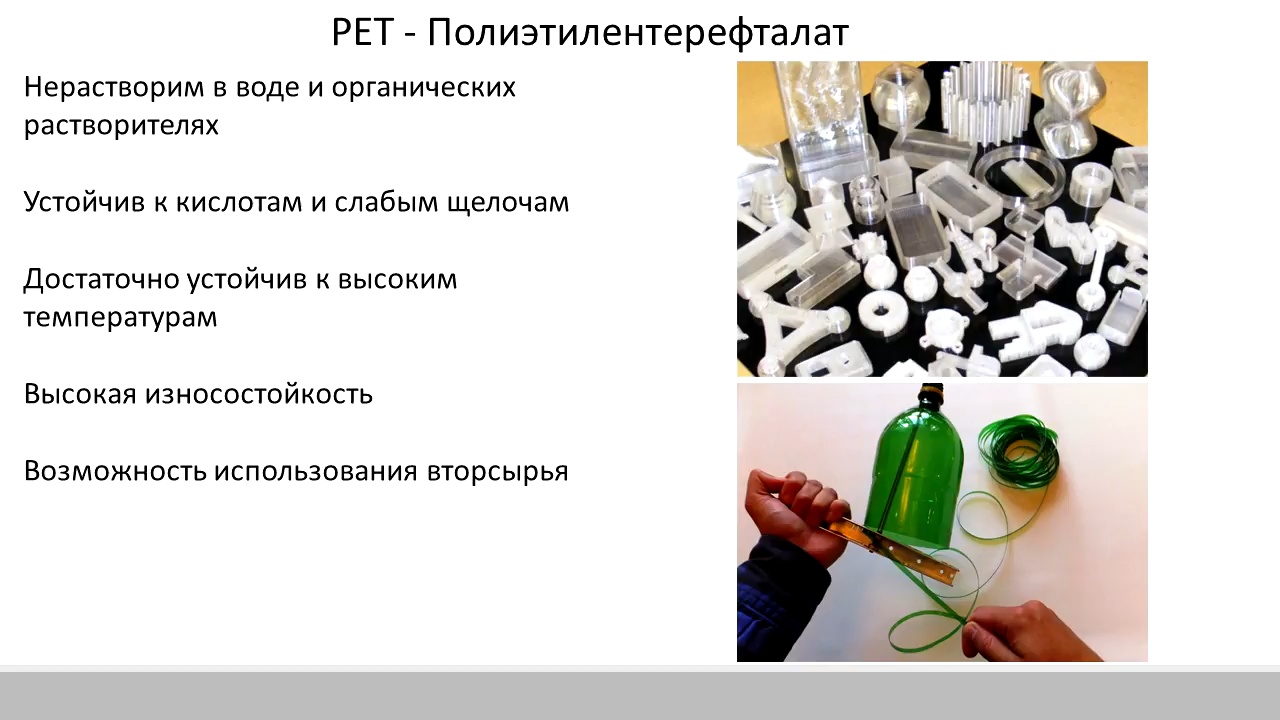 PET - Полиэтилентерефталат
Нерастворим в воде и органических
растворителях
Устойчив к кислотам и слабым щелочам
Достаточно устойчив к высоким
температурам
Высокая износостойкость
Возможность использования вторсырья